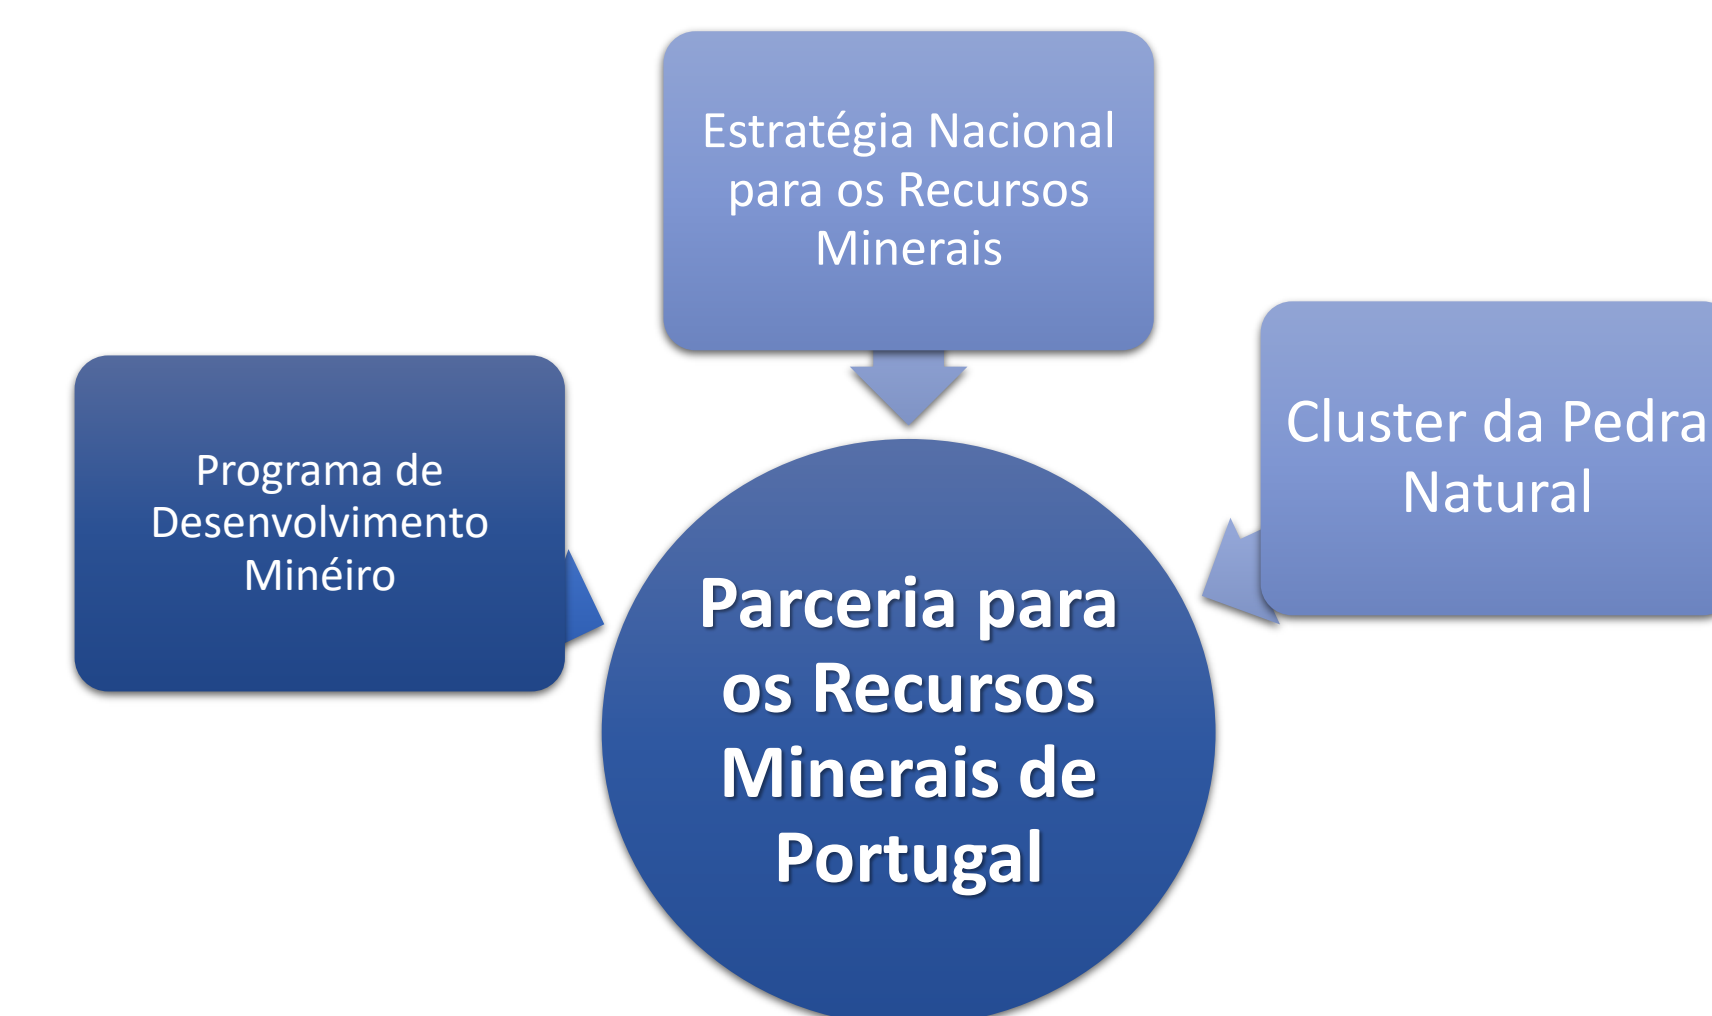 Estratégia Nacional
para os Recursos
Minerais
Cluster da Pedra
Natural
Programa de
Desenvolvimento
Minéiro
Parceria para
os Recursos
Minerais de
Portugal